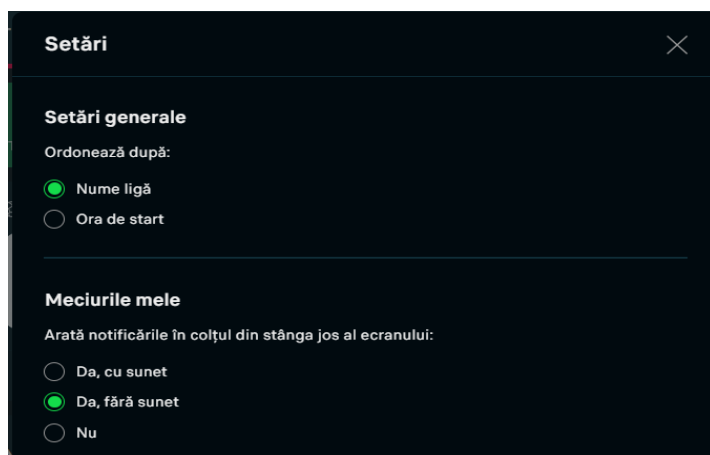 Setări
Setări generale
Ordonează după:
Nume ligă
Ora de start
Meciurile mele
Arată notificările în colțul din stânga jos al ecranului:
Da, cu sunet
Da, fără sunet
Nu